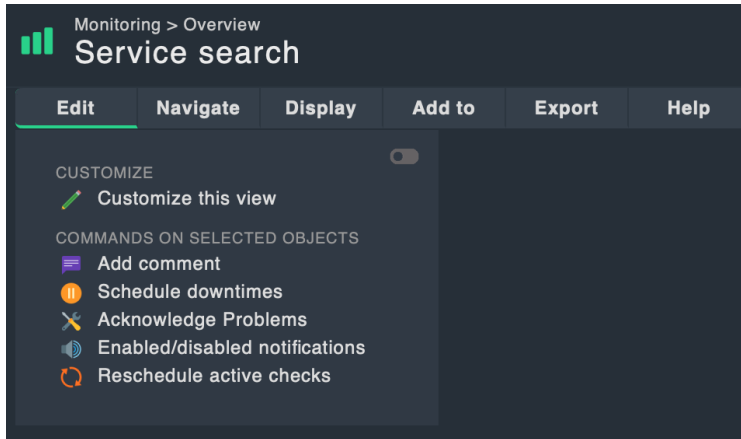 Monitoring > Overview
Service search
Edit Navigate Display Add to Export Help
CUSTOMIZE
Customize this view
COMMANDS ON SELECTED OBJECTS
Add comment
Schedule downtimes
Acknowledge Problems
Enabled/disabled notifications
Reschedule active checks